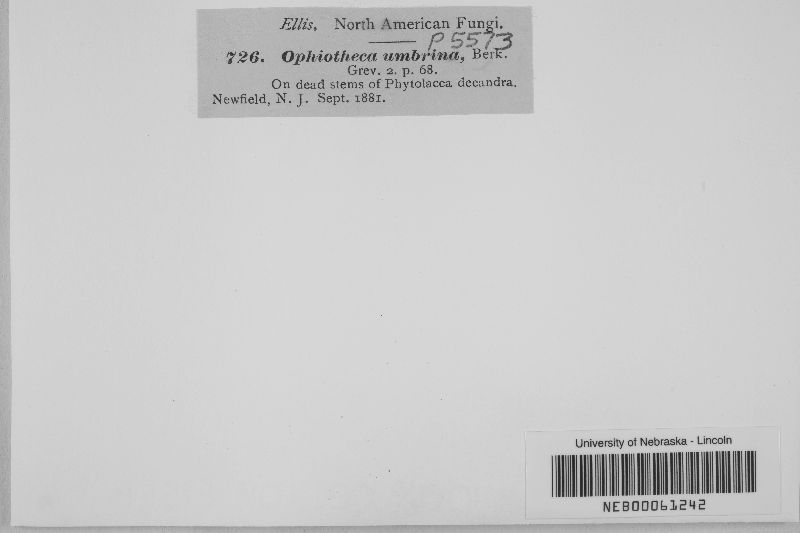 Ellis, North American Fungi.
P 5573
726. Ophiotheca umbrina, Berk.
Grev. 2. p. 68.
On dead stems of Phytolacca decandra.
Newfield, N. J. Sept. 1881.
University of Nebraska - Lincoln
NEB00061242